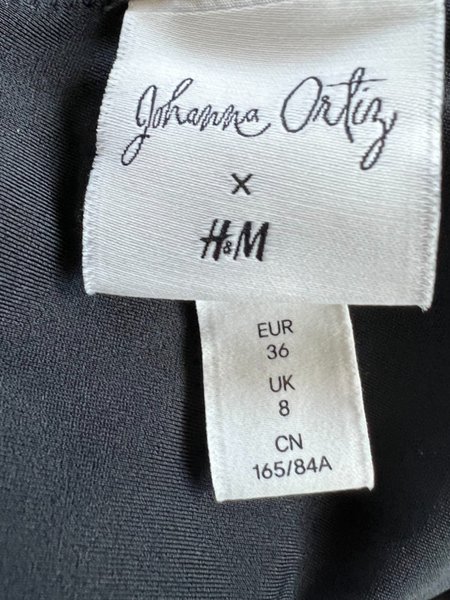 Johanna Ortiz
x
H&M
EUR
36
UK
8
CN
165/84A